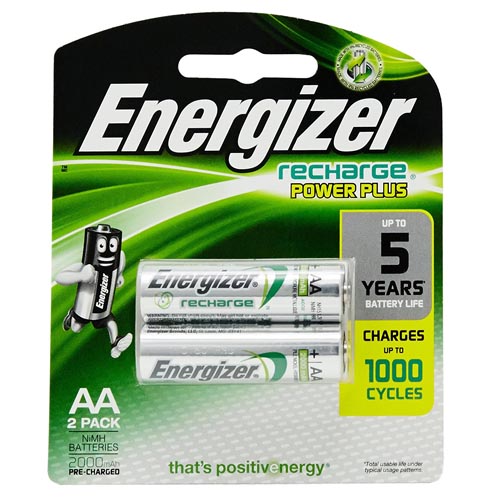 Energizer
recharge
POWER PLUS
UP TO
5
YEARS*
BATTERY LIFE
CHARGES
UP TO
1000
CYCLES
Energizer
recharge
AA
Energizer
AA
AA
2 PACK
NiMH
BATTERIES
2000mAh
PRE-CHARGED
that's positivenergy®
*Total usable life under
typical usage patterns.